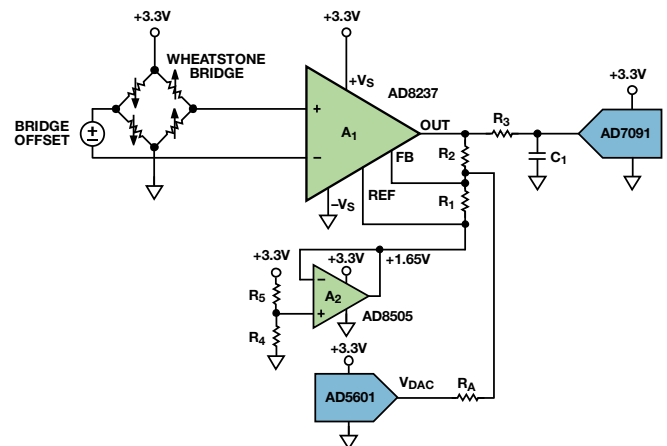 +3.3V
+3.3V
WHEATSTONE
BRIDGE
+VS
AD8237
+3.3V
BRIDGE
OFFSET
+
–
+
–
A1
OUT
R3
AD7091
R2
C1
FB
REF
R1
–VS
+3.3V
+3.3V
+1.65V
R5
–
A2
+
AD8505
R4
+3.3V
AD5601
VDAC
RA